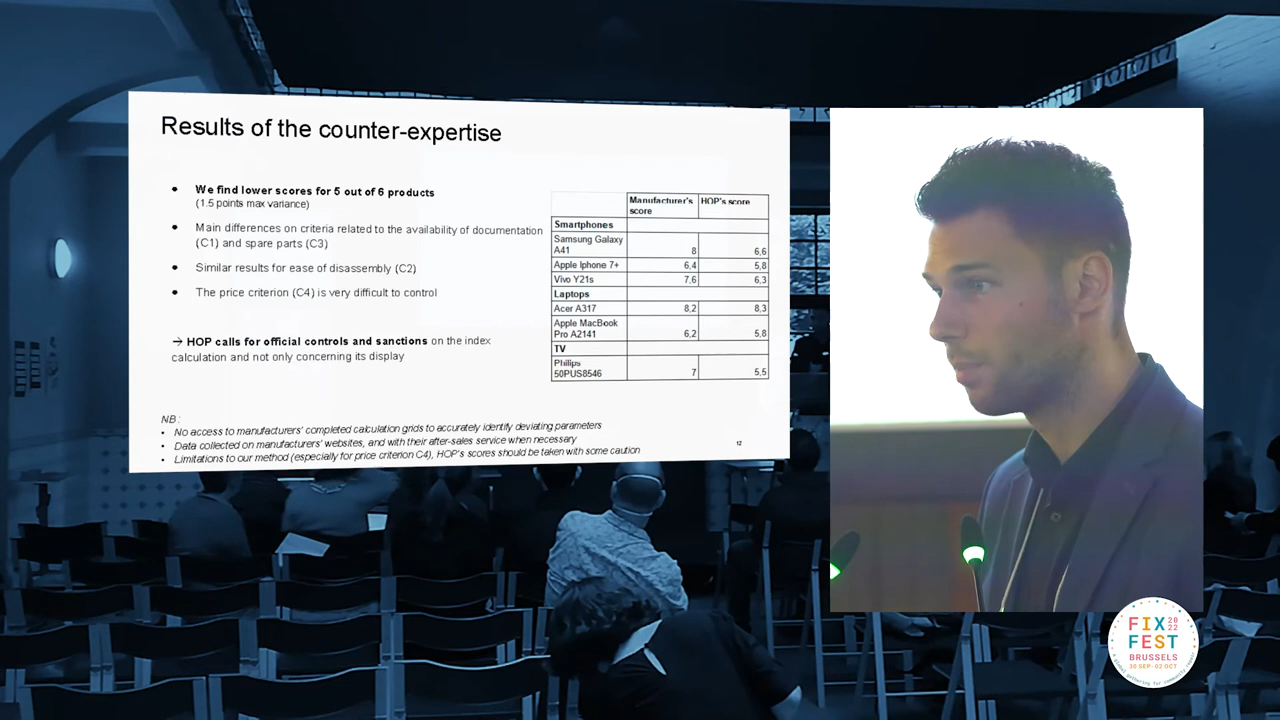 Results of the counter-expertise
• We find lower scores for 5 out of 6 products
(1.5 points max variance)
• Main differences on criteria related to the availability of documentation
(C1) and spare parts (C3)
• Similar results for ease of disassembly (C2)
• The price criterion (C4) is very difficult to control
→ HOP calls for official controls and sanctions on the index
calculation and not only concerning its display
Manufacturer's score HOP's score
Smartphones
Samsung Galaxy A41 8 6,6
Apple Iphone 7+ 6,4 5,8
Vivo Y21s 7,6 6,3
Laptops
Acer A317 8,2 8,3
Apple MacBook Pro A2141 6,2 5,8
TV
Philips 50PUS8546 7 5,5
NB :
• No access to manufacturers' completed calculation grids to accurately identify deviating parameters
• Data collected on manufacturers' websites, and with their after-sales service when necessary
• Limitations to our method (especially for price criterion C4), HOP's scores should be taken with some caution
12
FIX 2022
FEST
BRUSSELS
30 SEP-02 OCT
a global gathering for community repair